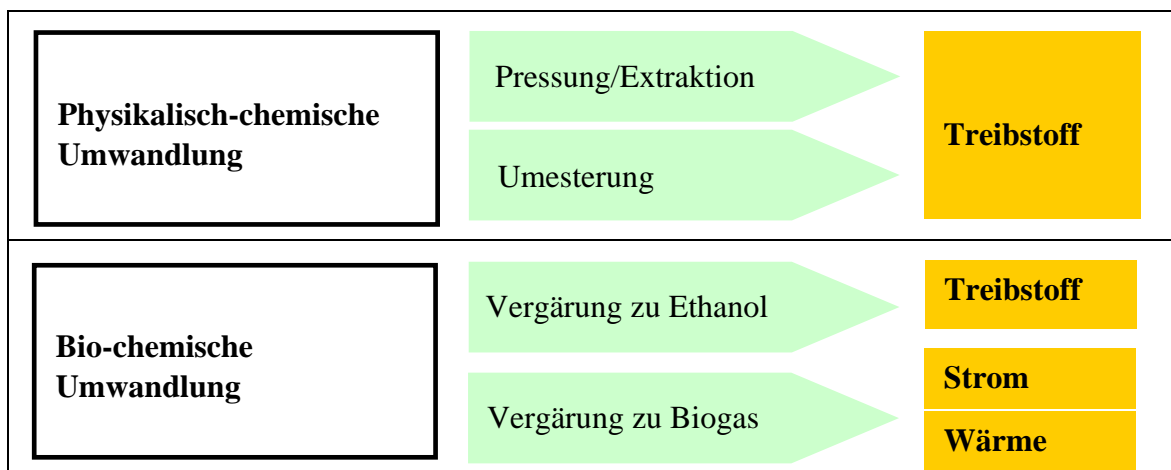 Physikalisch-chemische
Umwandlung
Pressung/Extraktion
Umesterung
Treibstoff
Bio-chemische
Umwandlung
Vergärung zu Ethanol
Vergärung zu Biogas
Treibstoff
Strom
Wärme